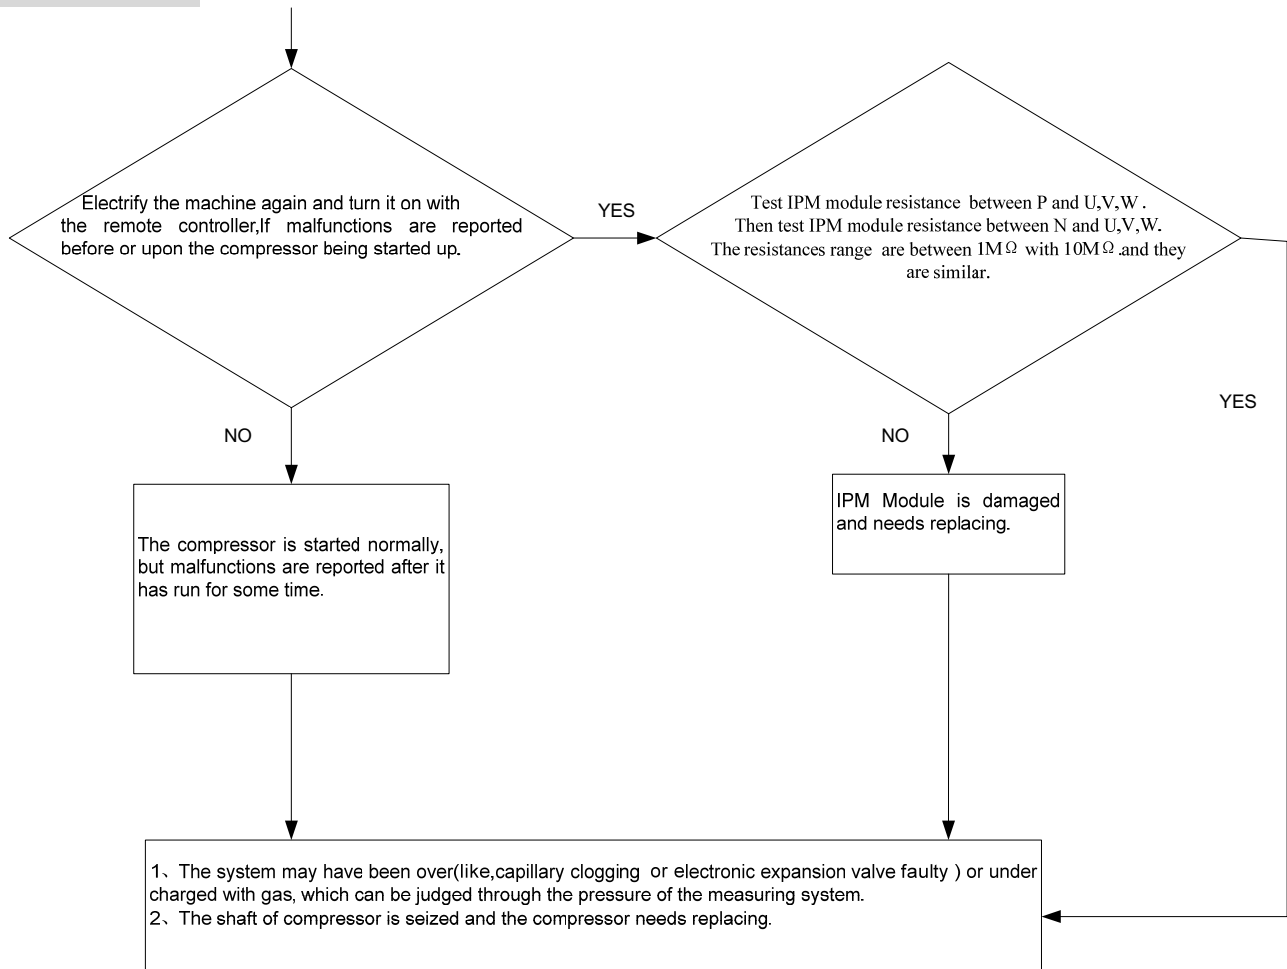 Electrify the machine again and turn it on with
the remote controller,If malfunctions are reported
before or upon the compressor being started up.
YES
Test IPM module resistance between P and U,V,W .
Then test IPM module resistance between N and U,V,W.
The resistances range are between 1MΩ with 10MΩ .and they
are similar.
YES
NO
NO
The compressor is started normally,
but malfunctions are reported after it
has run for some time.
IPM Module is damaged
and needs replacing.
1、The system may have been over(like,capillary clogging or electronic expansion valve faulty ) or under
charged with gas, which can be judged through the pressure of the measuring system.
2、The shaft of compressor is seized and the compressor needs replacing.